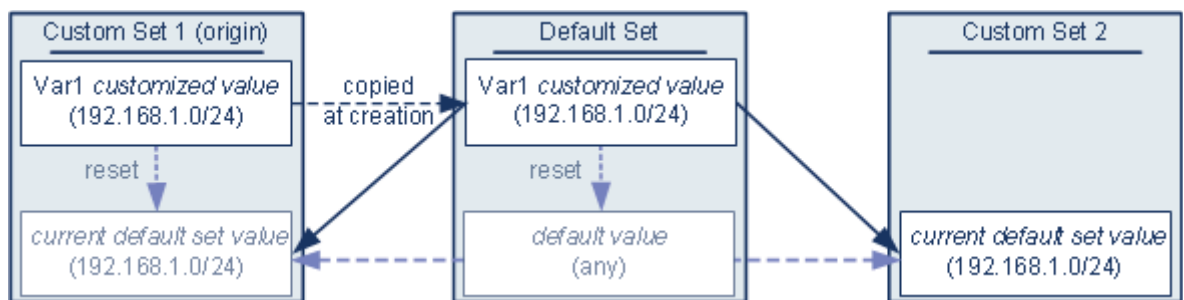 Custom Set 1 (origin)
Var1 customized value
(192.168.1.0/24)
reset
current default set value
(192.168.1.0/24)
copied
at creation
Default Set
Var1 customized value
(192.168.1.0/24)
reset
default value
(any)
Custom Set 2
current default set value
(192.168.1.0/24)